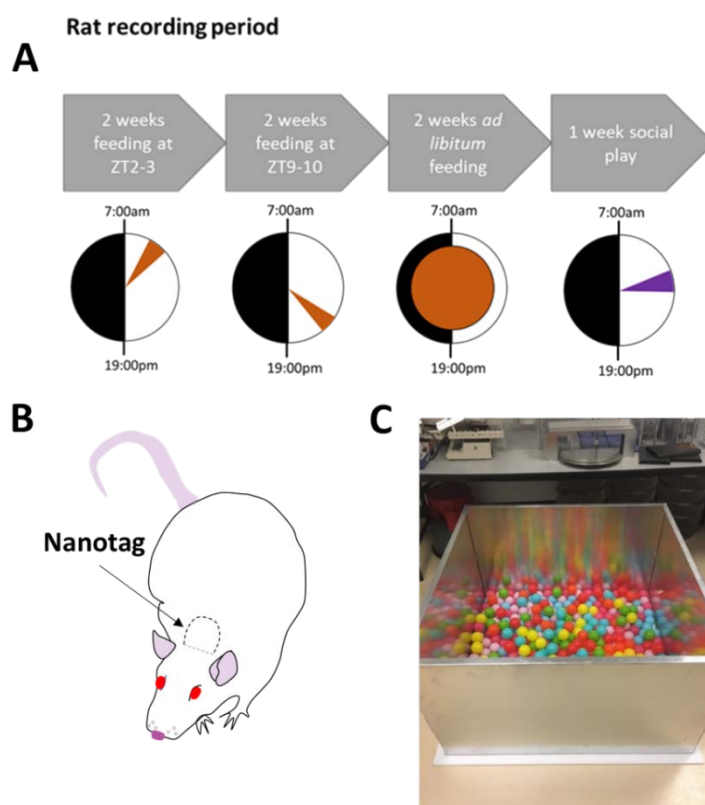 Rat recording period
A
2 weeks
feeding at
ZT2-3
2 weeks
feeding at
ZT9-10
2 weeks ad
libitum
feeding
1 week social
play
7:00am
7:00am
7:00am
7:00am
19:00pm
19:00pm
19:00pm
19:00pm
B
C
Nanotag